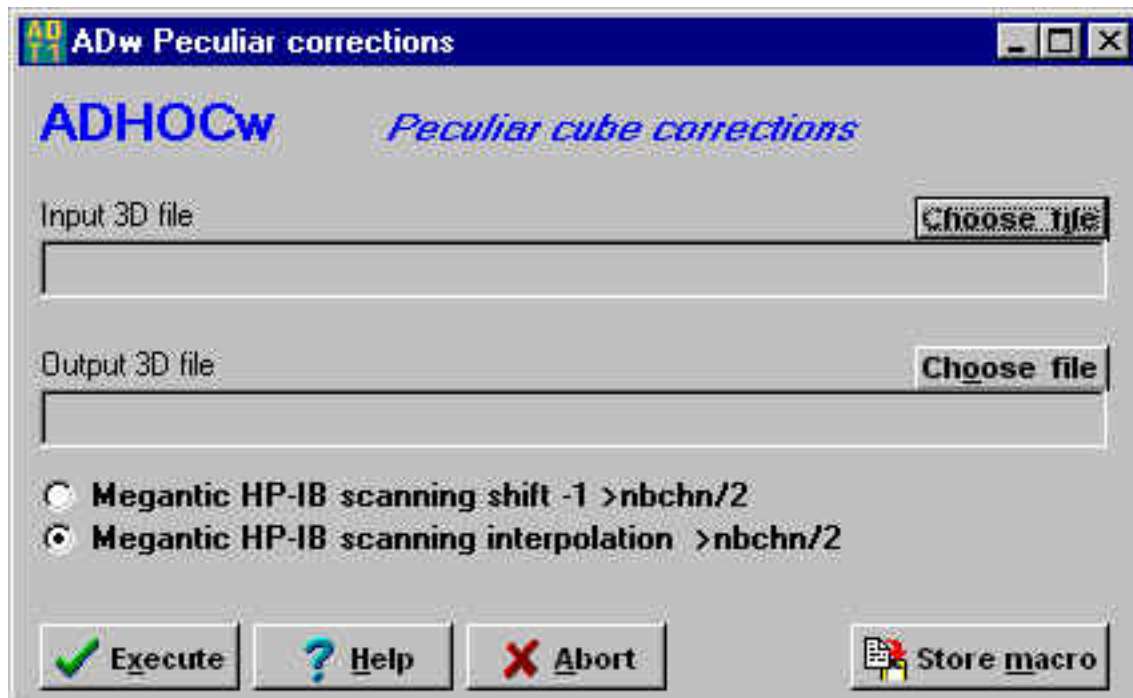 ADw Peculiar corrections
ADHOCw Peculiar cube corrections
Input 3D file Choose file
Output 3D file Choose file
Megantic HP-IB scanning shift -1 >nbchn/2
Megantic HP-IB scanning interpolation >nbchn/2
Execute ? Help Abort Store macro